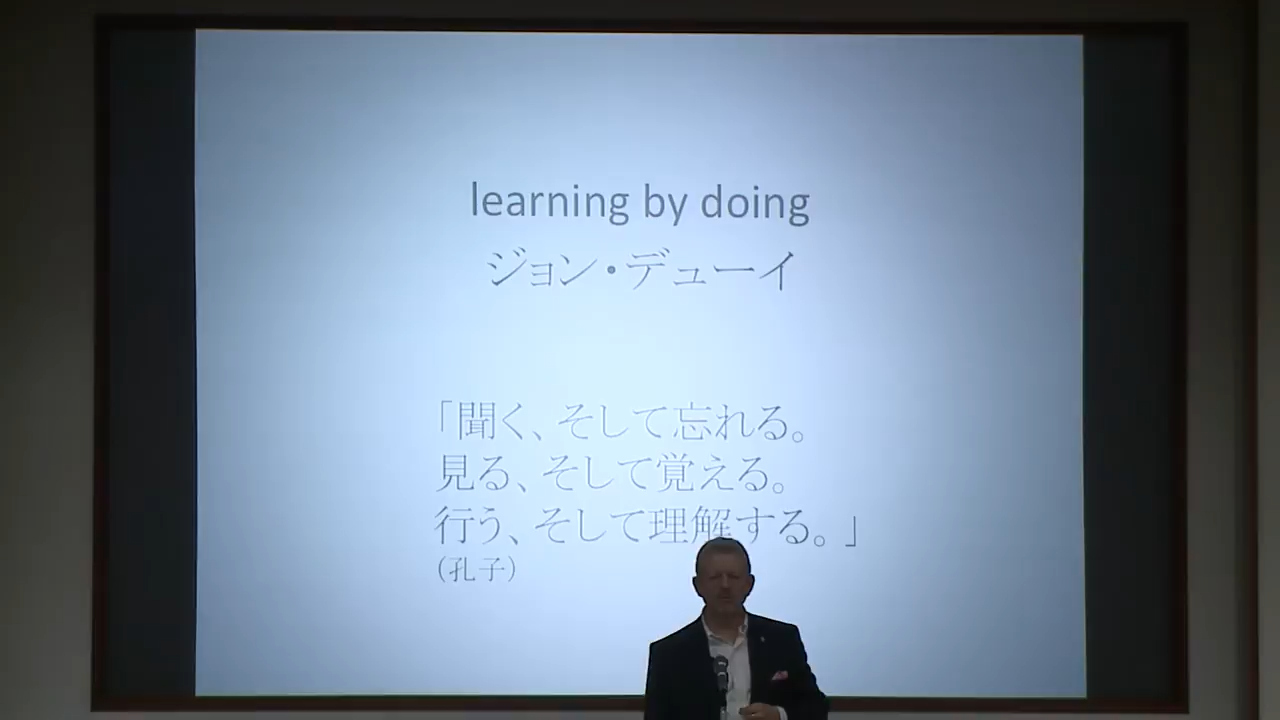 learning by doing
ジョン・デューイ
「聞く、そして忘れる。
見る、そして覚える。
行う、そして理解する。」
(孔子)